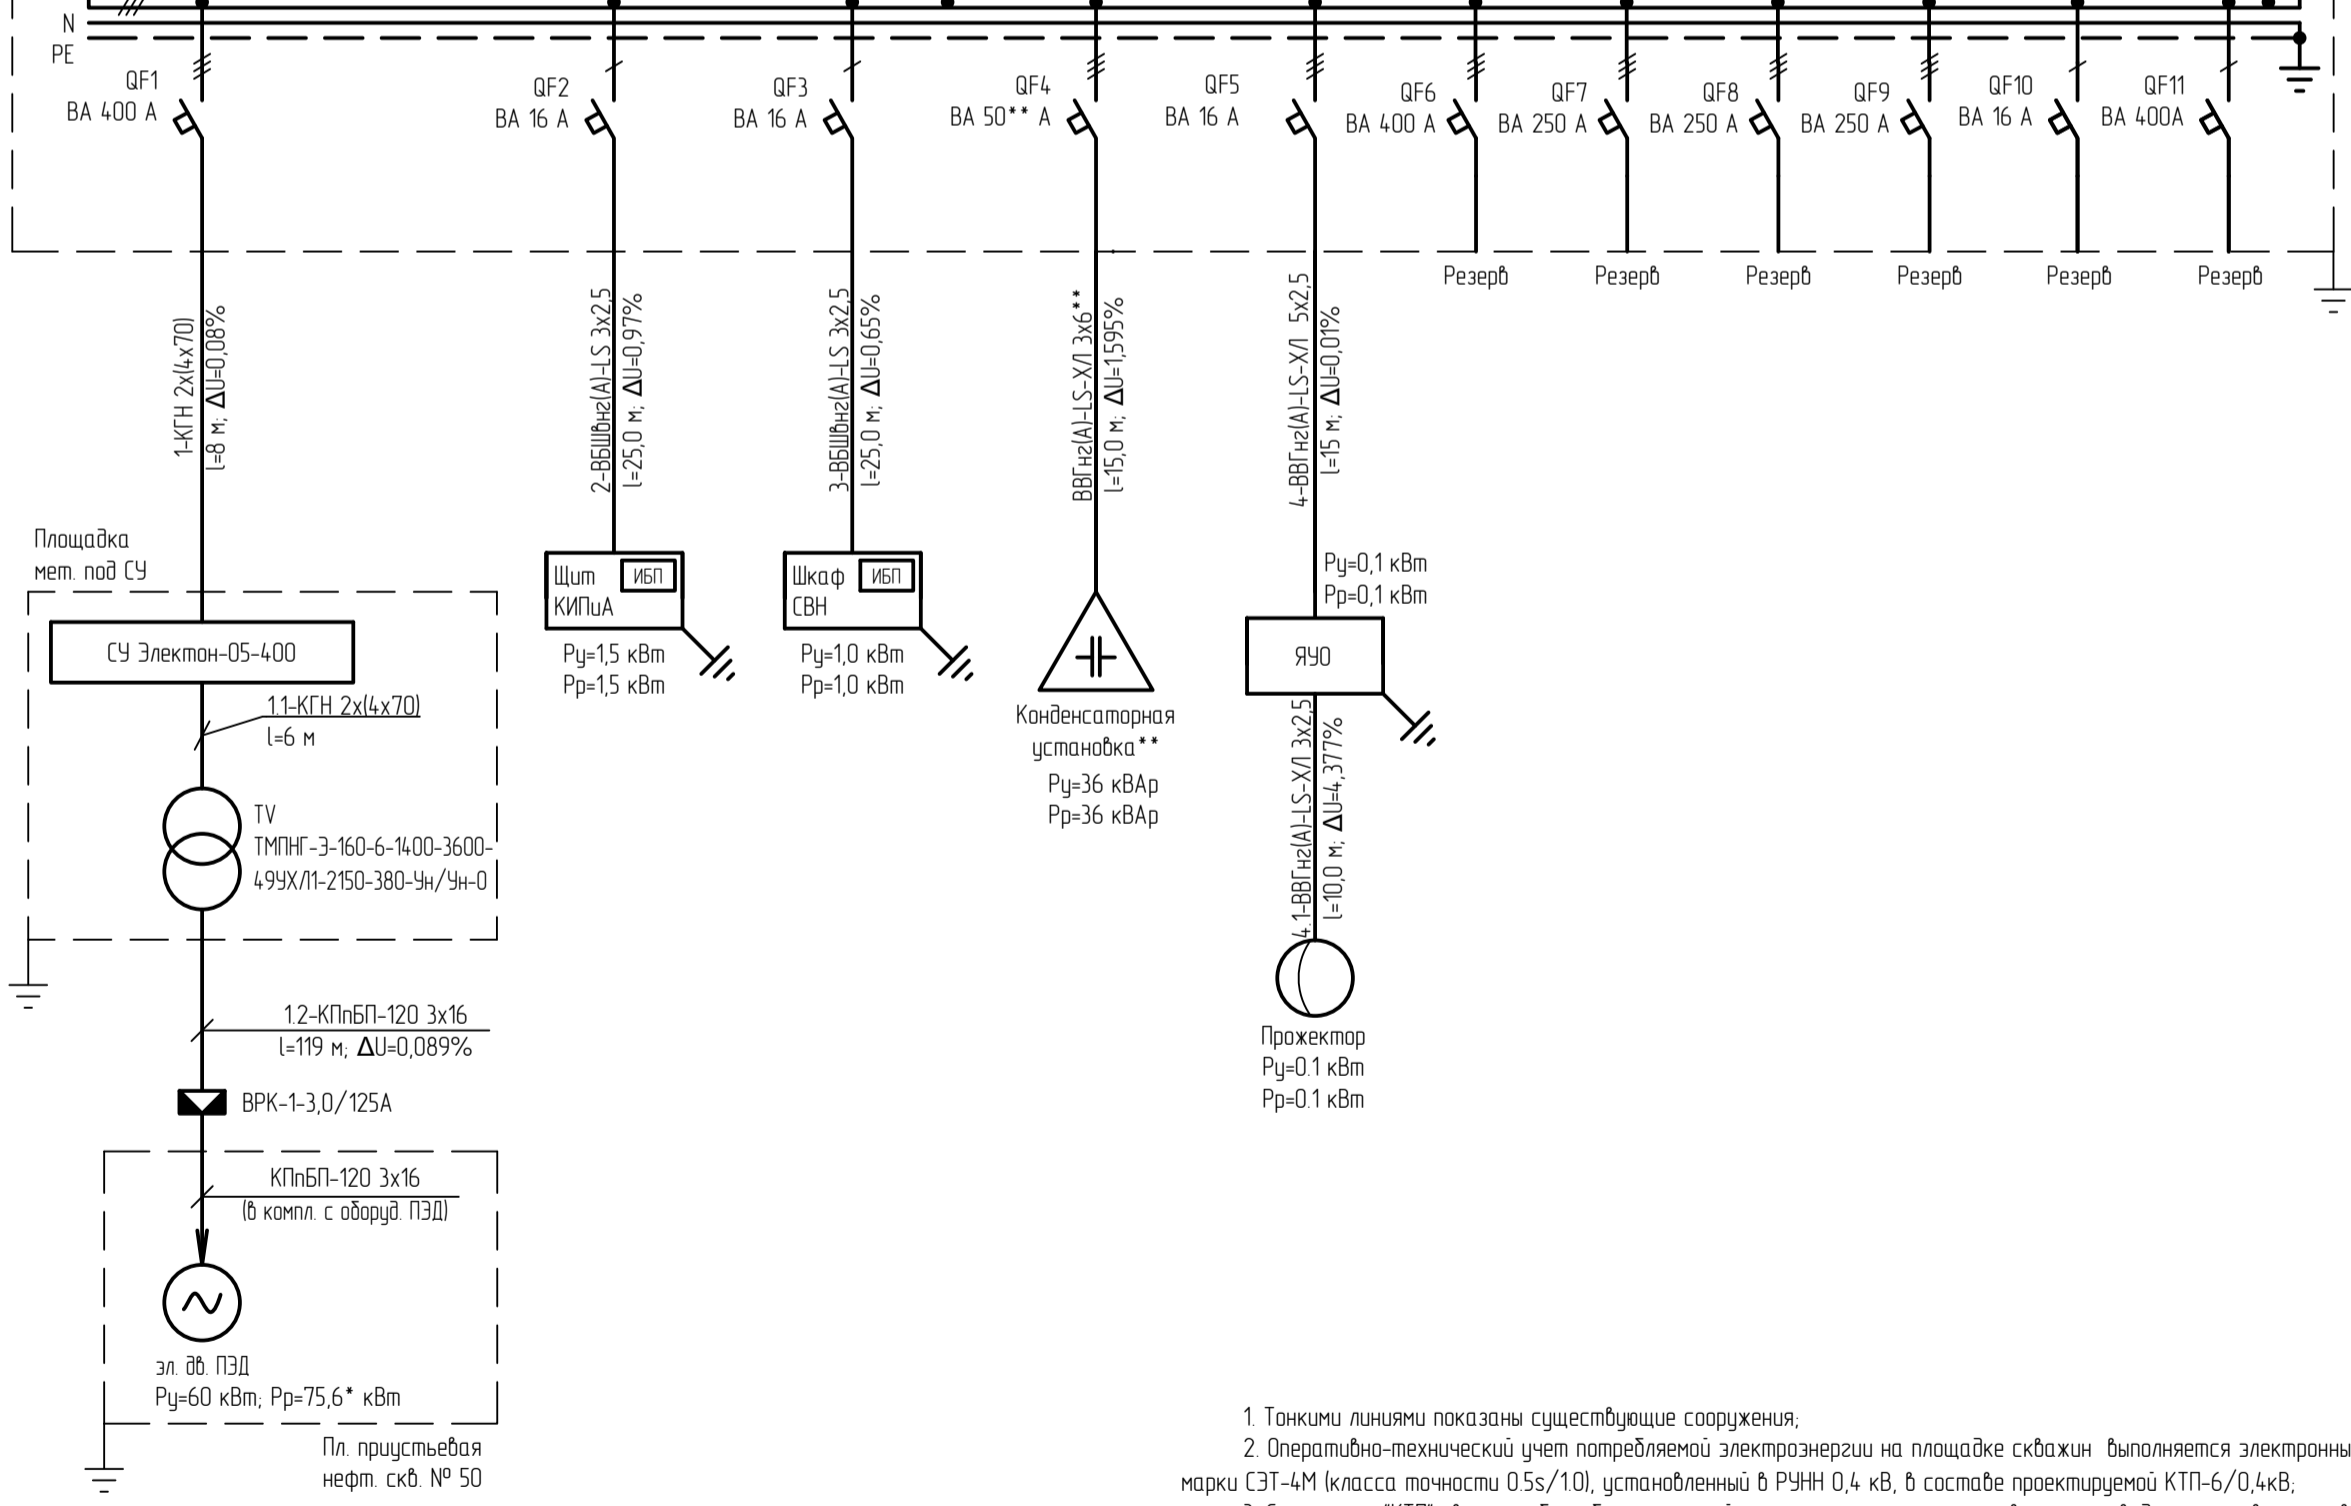 N
PE
QF1
ВА 400 А
QF2
ВА 16 А
QF3
ВА 16 А
QF4
ВА 50** А
QF5
ВА 16 А
QF6
ВА 400 А
QF7
ВА 250 А
QF8
ВА 250 А
QF9
ВА 250 А
QF10
ВА 16 А
QF11
ВА 400А
Резерв
Резерв
Резерв
Резерв
Резерв
Резерв
1-КГН 2х(4х70)
l=8 м; ΔU=0,08%
2-ВБШвнг(А)-LS 3х2,5
l=25,0 м; ΔU=0,97%
3-ВБШвнг(А)-LS 3х2,5
l=25,0 м; ΔU=0,65%
ВВГнг(А)-LS-ХЛ 3х6**
l=15,0 м; ΔU=1,595%
4-ВВГнг(А)-LS-ХЛ 5х2,5
l=15 м; ΔU=0,01%
Площадка
мет. под СУ
СУ Электон-05-400
1.1-КГН 2х(4х70)
l=6 м
TV
ТМПНГ-Э-160-6-1400-3600-
49УХЛ1-2150-380-Ун/Ун-0
1.2-КПпБП-120 3х16
l=119 м; ΔU=0,089%
ВРК-1-3,0/125А
КПпБП-120 3х16
(в компл. с оборуд. ПЭД)
эл. дв. ПЭД
Ру=60 кВт; Рр=75,6* кВт
Пл. приустьевая
нефт. скв. № 50
Щит
ИБП
КИПиА
Ру=1,5 кВт
Рр=1,5 кВт
Шкаф
ИБП
СВН
Ру=1,0 кВт
Рр=1,0 кВт
Конденсаторная
установка**
Ру=36 кВАр
Рр=36 кВАр
Ру=0,1 кВт
Рр=0,1 кВт
ЯУО
4.1-ВВГнг(А)-LS-ХЛ 3х2,5
l=10,0 м; ΔU=4,377%
Прожектор
Ру=0.1 кВт
Рр=0.1 кВт
1. Тонкими линиями показаны существующие сооружения;
2. Оперативно-технический учет потребляемой электроэнергии на площадке скважин выполняется электронны
марки СЭТ-4М (класса точности 0.5s/1.0), установленный в РУНН 0,4 кВ, в составе проектируемой КТП-6/0,4кВ;